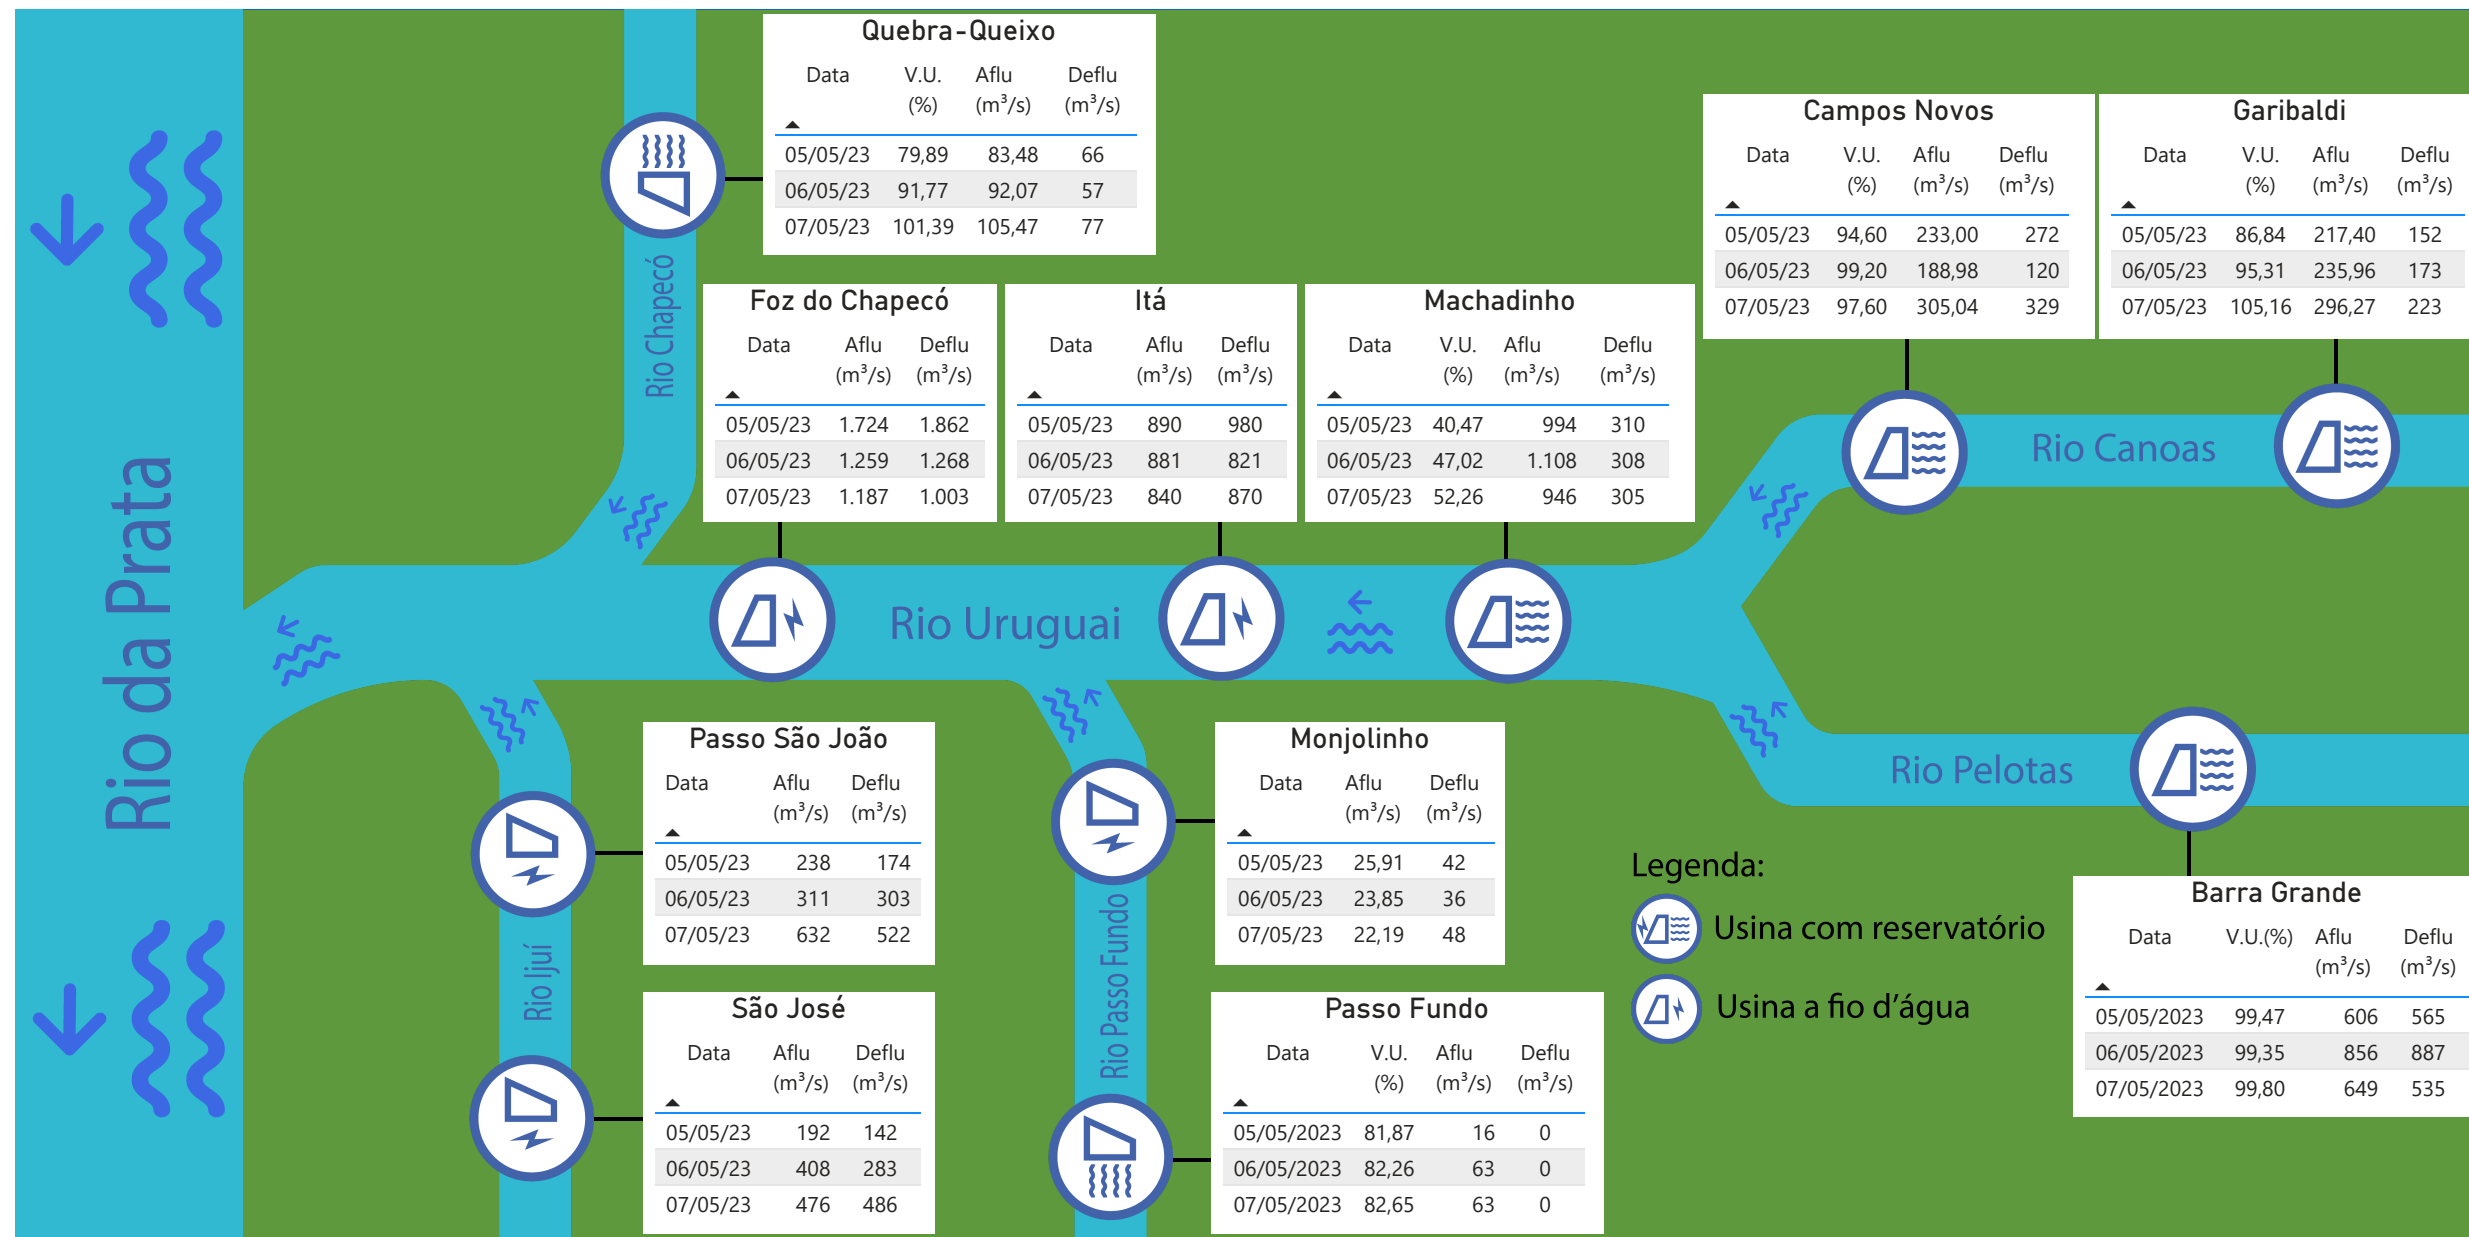 Quebra-Queixo
Data V.U. (%) Aflu (m³/s) Deflu (m³/s)
05/05/23 79,89 83,48 66
06/05/23 91,77 92,07 57
07/05/23 101,39 105,47 77
Campos Novos
Data V.U. (%) Aflu (m³/s) Deflu (m³/s)
05/05/23 94,60 233,00 272
06/05/23 99,20 188,98 120
07/05/23 97,60 305,04 329
Garibaldi
Data V.U. (%) Aflu (m³/s) Deflu (m³/s)
05/05/23 86,84 217,40 152
06/05/23 95,31 235,96 173
07/05/23 105,16 296,27 223
Rio Chapecó
Foz do Chapecó
Data Aflu (m³/s) Deflu (m³/s)
05/05/23 1.724 1.862
06/05/23 1.259 1.268
07/05/23 1.187 1.003
Itá
Data Aflu (m³/s) Deflu (m³/s)
05/05/23 890 980
06/05/23 881 821
07/05/23 840 870
Machadinho
Data V.U. (%) Aflu (m³/s) Deflu (m³/s)
05/05/23 40,47 994 310
06/05/23 47,02 1.108 308
07/05/23 52,26 946 305
Rio Canoas
Rio da Prata
Rio Uruguai
Rio Pelotas
Passo São João
Data Aflu (m³/s) Deflu (m³/s)
05/05/23 238 174
06/05/23 311 303
07/05/23 632 522
Monjolinho
Data Aflu (m³/s) Deflu (m³/s)
05/05/23 25,91 42
06/05/23 23,85 36
07/05/23 22,19 48
Legenda:
Usina com reservatório
Usina a fio d’água
Barra Grande
Data V.U.(%) Aflu (m³/s) Deflu (m³/s)
05/05/2023 99,47 606 565
06/05/2023 99,35 856 887
07/05/2023 99,80 649 535
Rio Ijuí
Rio Passo Fundo
São José
Data Aflu (m³/s) Deflu (m³/s)
05/05/23 192 142
06/05/23 408 283
07/05/23 476 486
Passo Fundo
Data V.U. (%) Aflu (m³/s) Deflu (m³/s)
05/05/2023 81,87 16 0
06/05/2023 82,26 63 0
07/05/2023 82,65 63 0